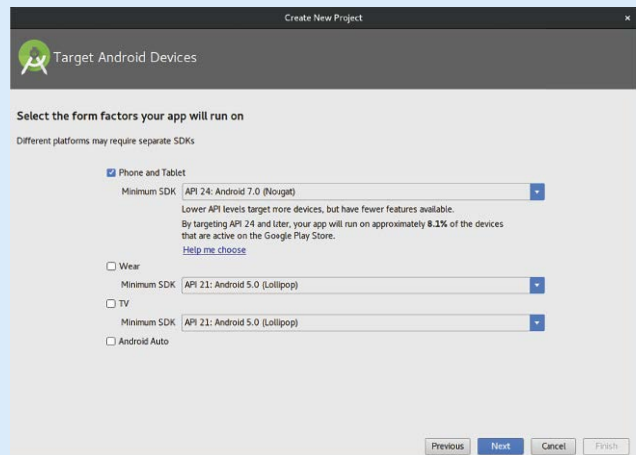 Create New Project
Target Android Devices
Select the form factors your app will run on
Different platforms may require separate SDKs
Phone and Tablet
Minimum SDK API 24: Android 7.0 (Nougat)
Lower API levels target more devices, but have fewer features available.
By targeting API 24 and later, your app will run on approximately 8.1% of the devices
that are active on the Google Play Store.
Help me choose
Wear
Minimum SDK API 21: Android 5.0 (Lollipop)
TV
Minimum SDK API 21: Android 5.0 (Lollipop)
Android Auto
Previous Next Cancel Finish